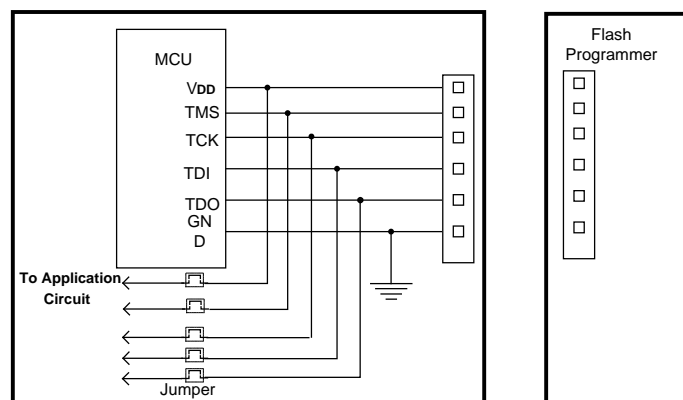 MCU
VDD
TMS
TCK
TDI
TDO
GN
D
To Application
Circuit
Jumper
Flash
Programmer